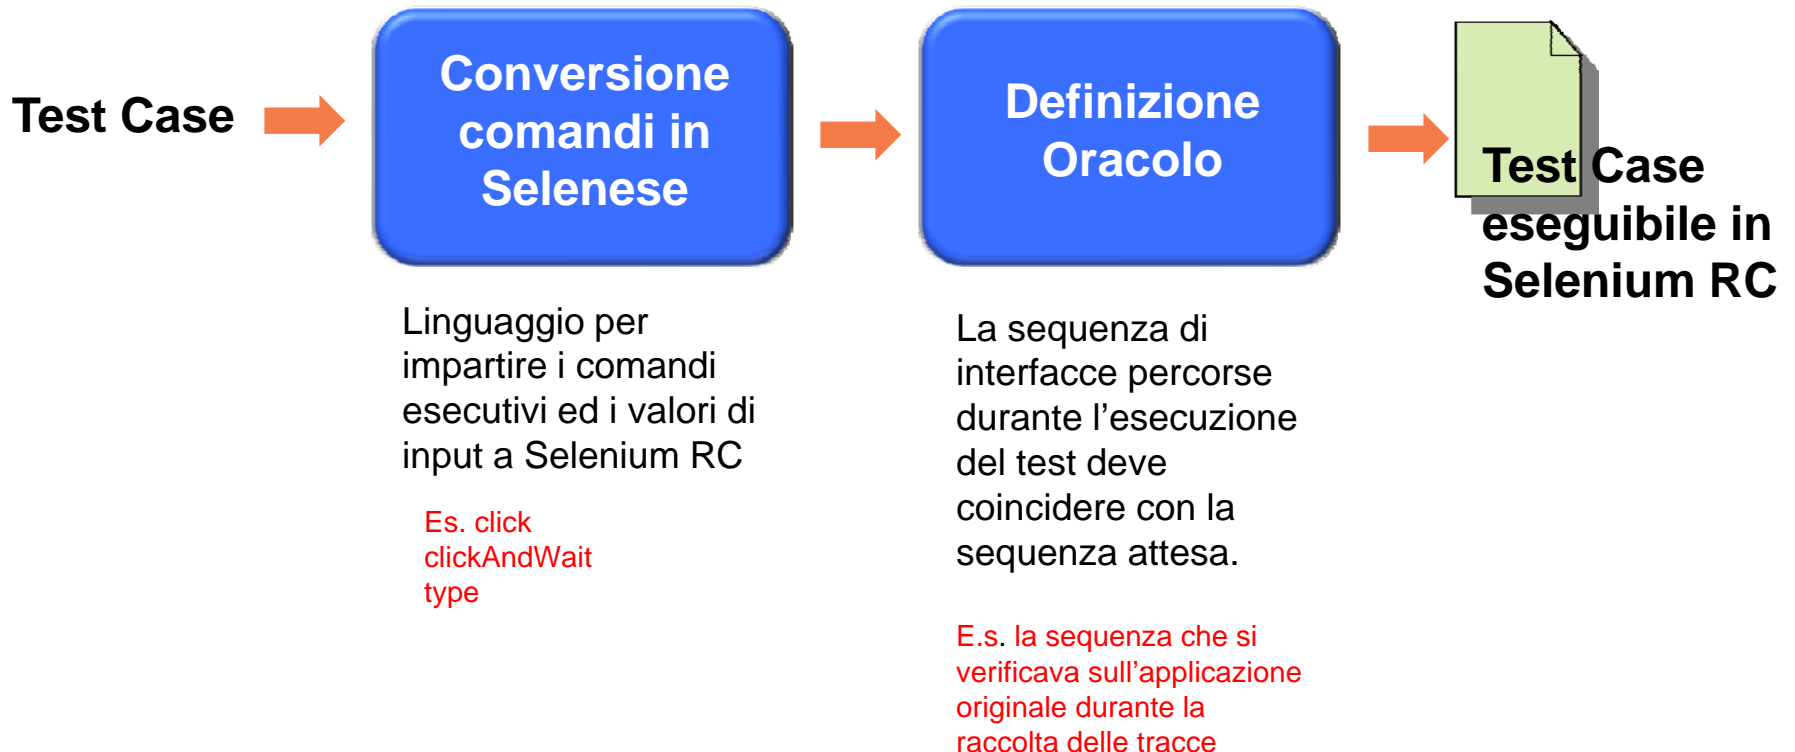 Test Case
Conversione
comandi in
Selenese
Definizione
Oracolo
Test Case
eseguibile in
Selenium RC
Linguaggio per
impartire i comandi
esecutivi ed i valori di
input a Selenium RC
Es. click
clickAndWait
type
La sequenza di
interfacce percorse
durante l’esecuzione
del test deve
coincidere con la
sequenza attesa.
E.s. la sequenza che si
verificava sull’applicazione
originale durante la
raccolta delle tracce